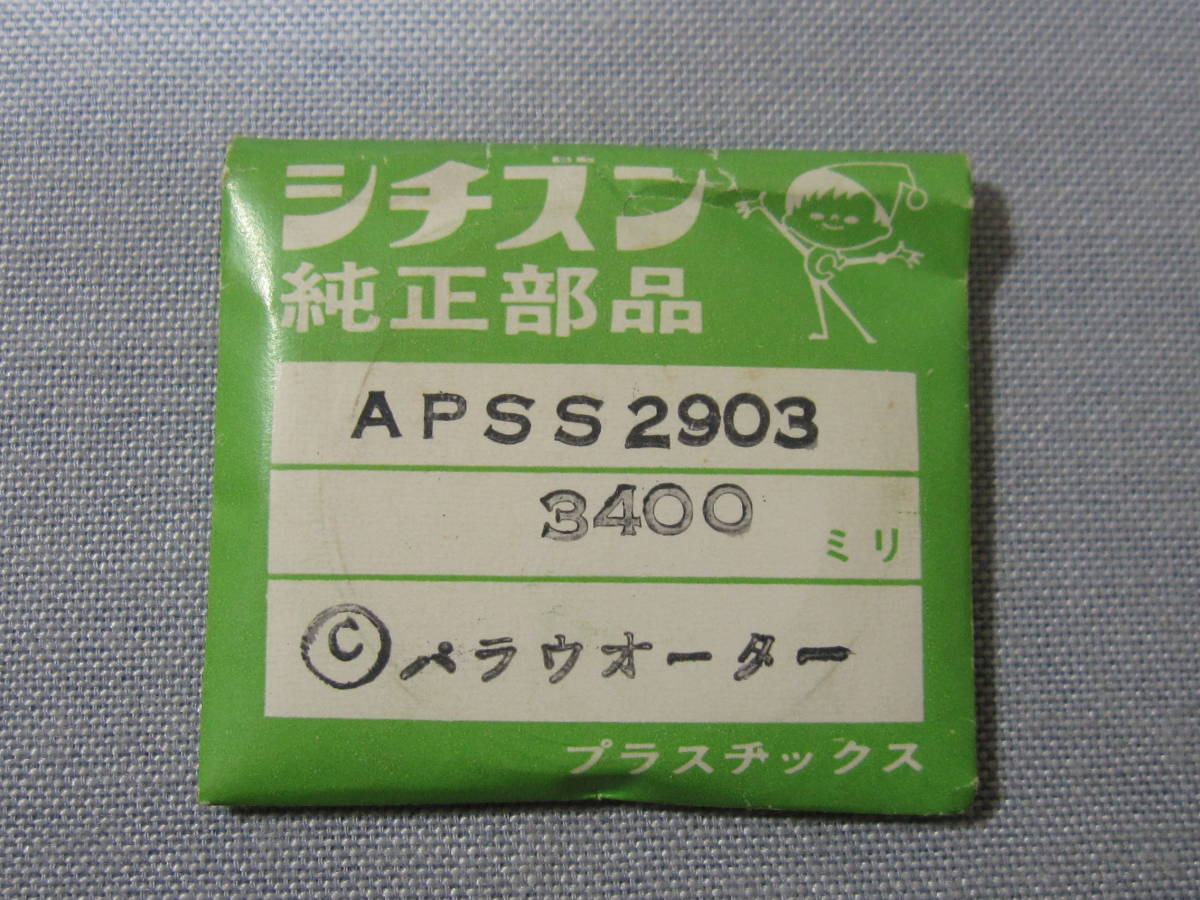 シチズン
純正部品
APSS2903
3400
ミリ
Ⓒパラウオーター
プラスチックス